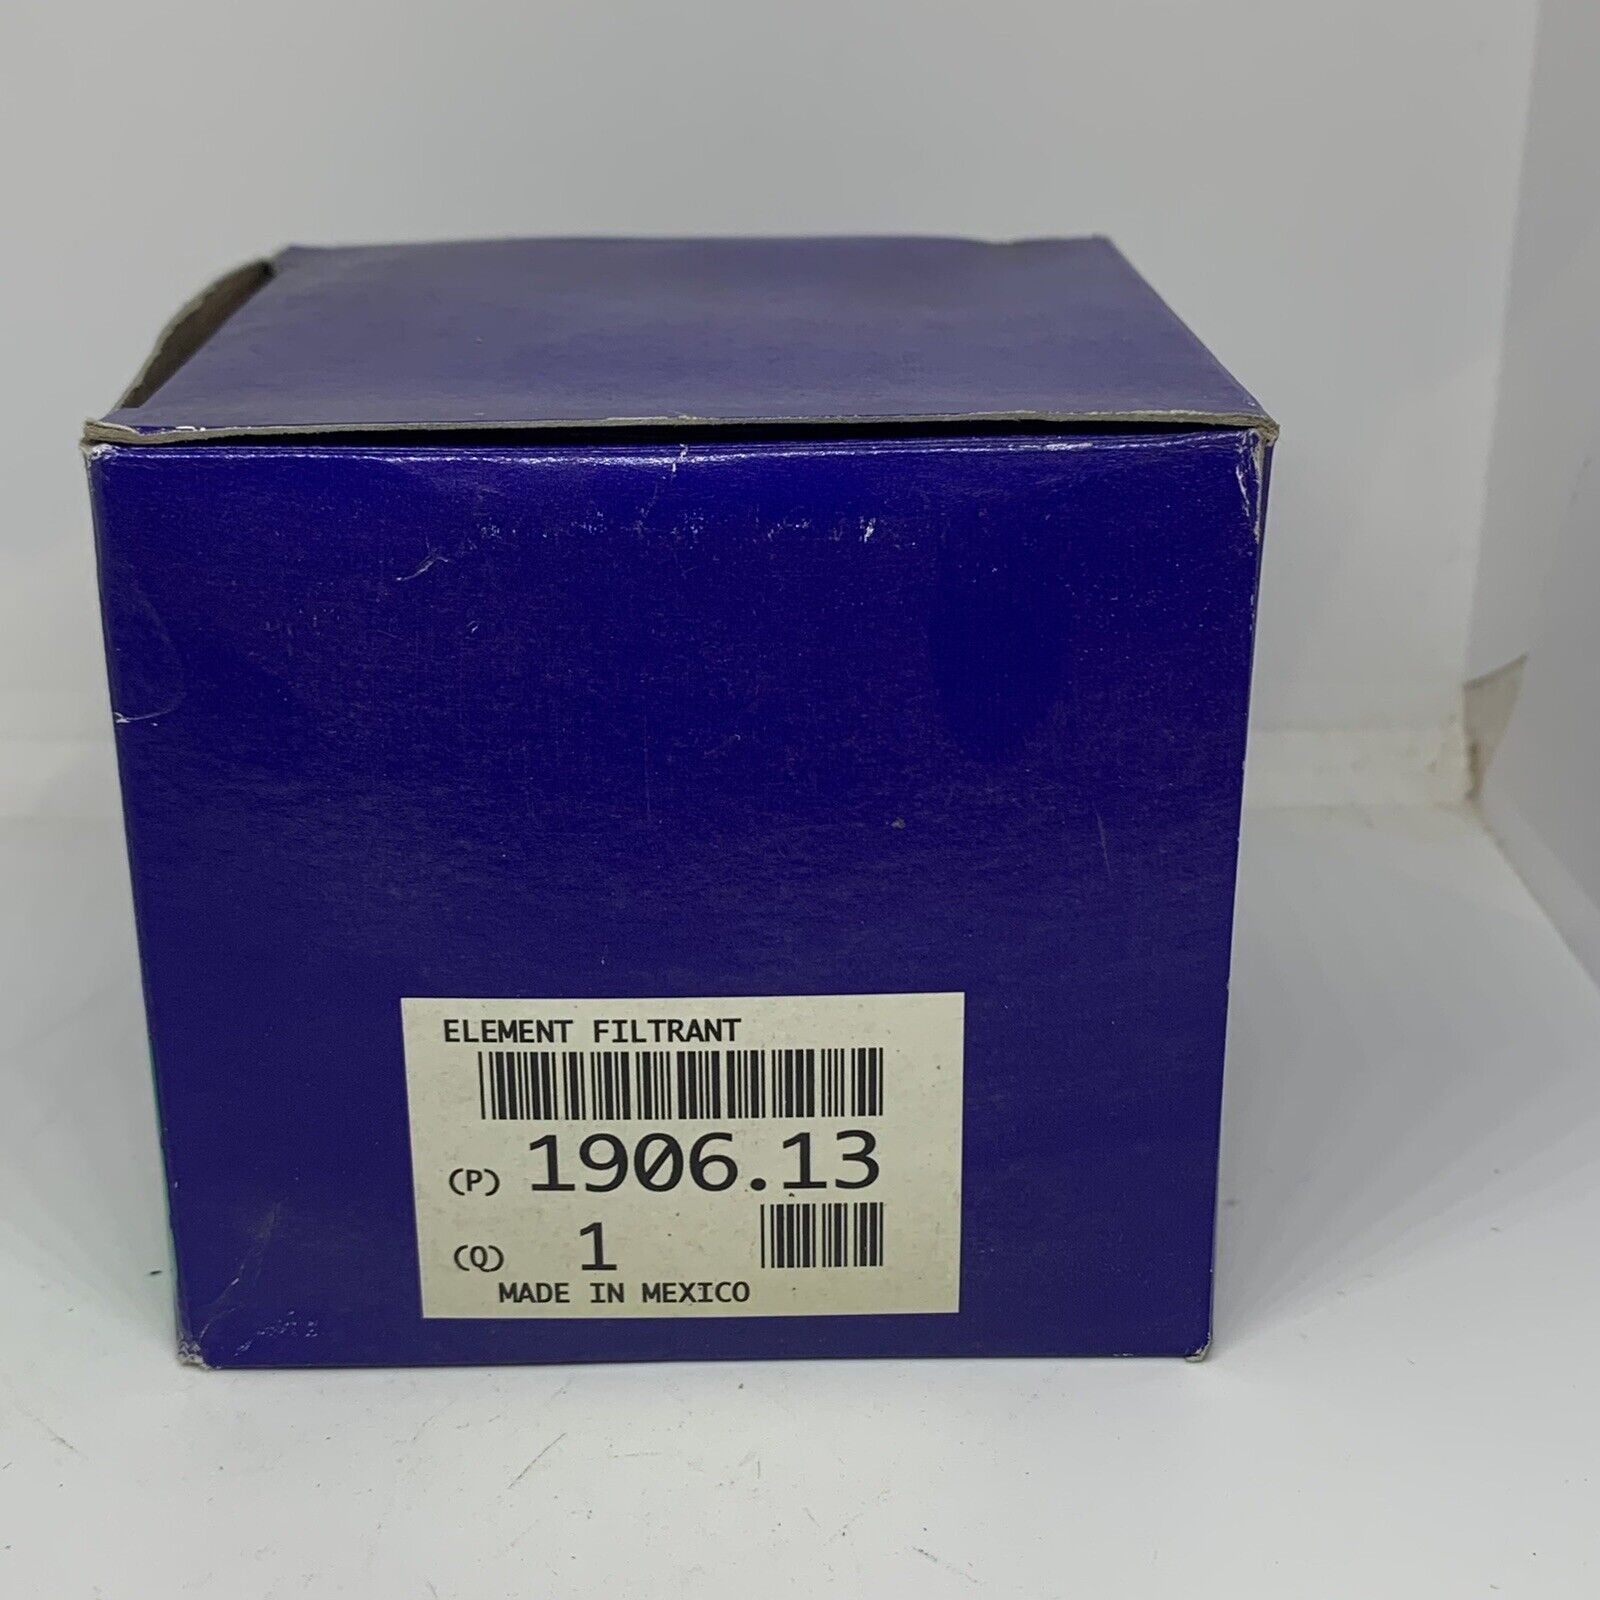 ELEMENT FILTRANT
(P) 1906.13
(Q) 1
MADE IN MEXICO